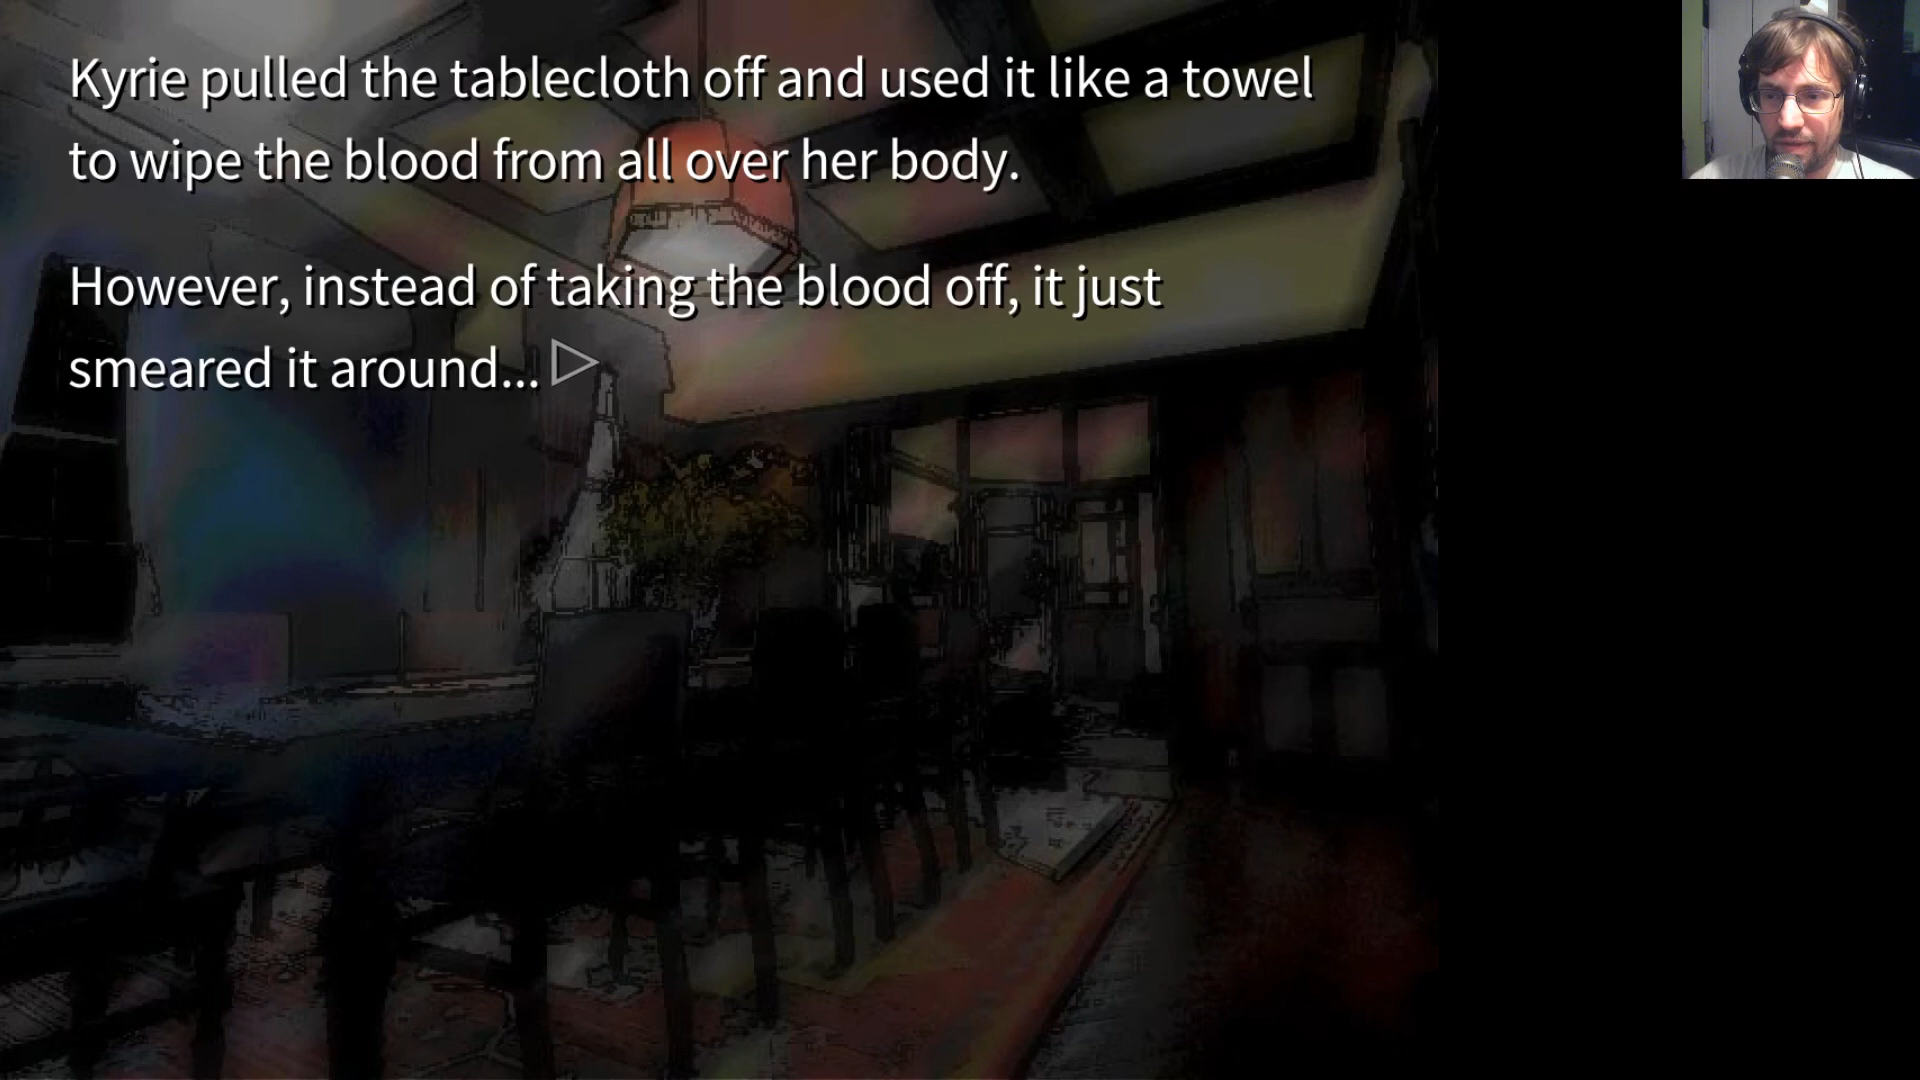 Kyrie pulled the tablecloth off and used it like a towel
to wipe the blood from all over her body.
However, instead of taking the blood off, it just
smeared it around...